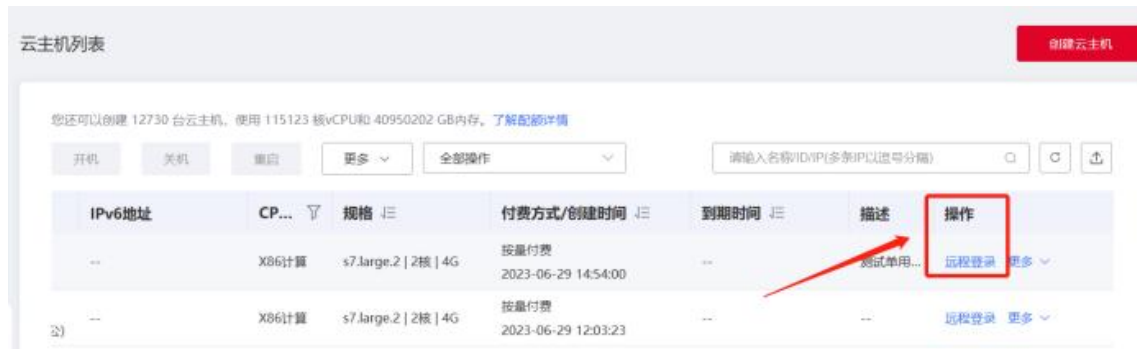 云主机列表
创建云主机
您还可以创建 12730 台云主机，使用 115123 核vCPU和 40950202 GB内存。了解配额详情
开机 关机 重启 更多 全部操作 请输入名称/ID/IP(多条IP以逗号分隔)
IPv6地址 CP... 规格 付费方式/创建时间 到期时间 描述 操作
-- X86计算 s7.large.2 | 2核 | 4G 按量付费 -- 测试单用... 远程登录 更多
2023-06-29 14:54:00
-- X86计算 s7.large.2 | 2核 | 4G 按量付费 -- -- 远程登录 更多
2023-06-29 12:03:23